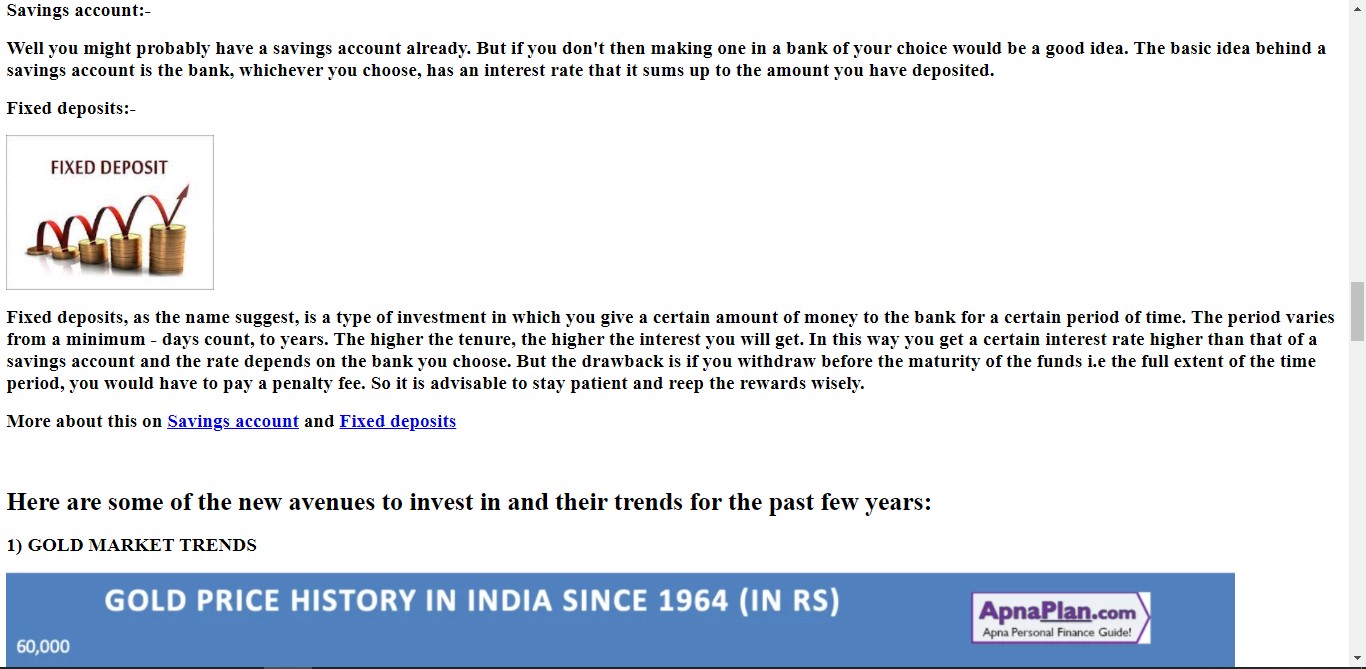 Savings account:-
Well you might probably have a savings account already. But if you don't then making one in a bank of your choice would be a good idea. The basic idea behind a
savings account is the bank, whichever you choose, has an interest rate that it sums up to the amount you have deposited.
Fixed deposits:-
FIXED DEPOSIT
Fixed deposits, as the name suggest, is a type of investment in which you give a certain amount of money to the bank for a certain period of time. The period varies
from a minimum - days count, to years. The higher the tenure, the higher the interest you will get. In this way you get a certain interest rate higher than that of a
savings account and the rate depends on the bank you choose. But the drawback is if you withdraw before the maturity of the funds i.e the full extent of the time
period, you would have to pay a penalty fee. So it is advisable to stay patient and reep the rewards wisely.
More about this on Savings account and Fixed deposits
Here are some of the new avenues to invest in and their trends for the past few years:
1) GOLD MARKET TRENDS
GOLD PRICE HISTORY IN INDIA SINCE 1964 (IN RS)
ApnaPlan.com
Apna Personal Finance Guide!
60,000